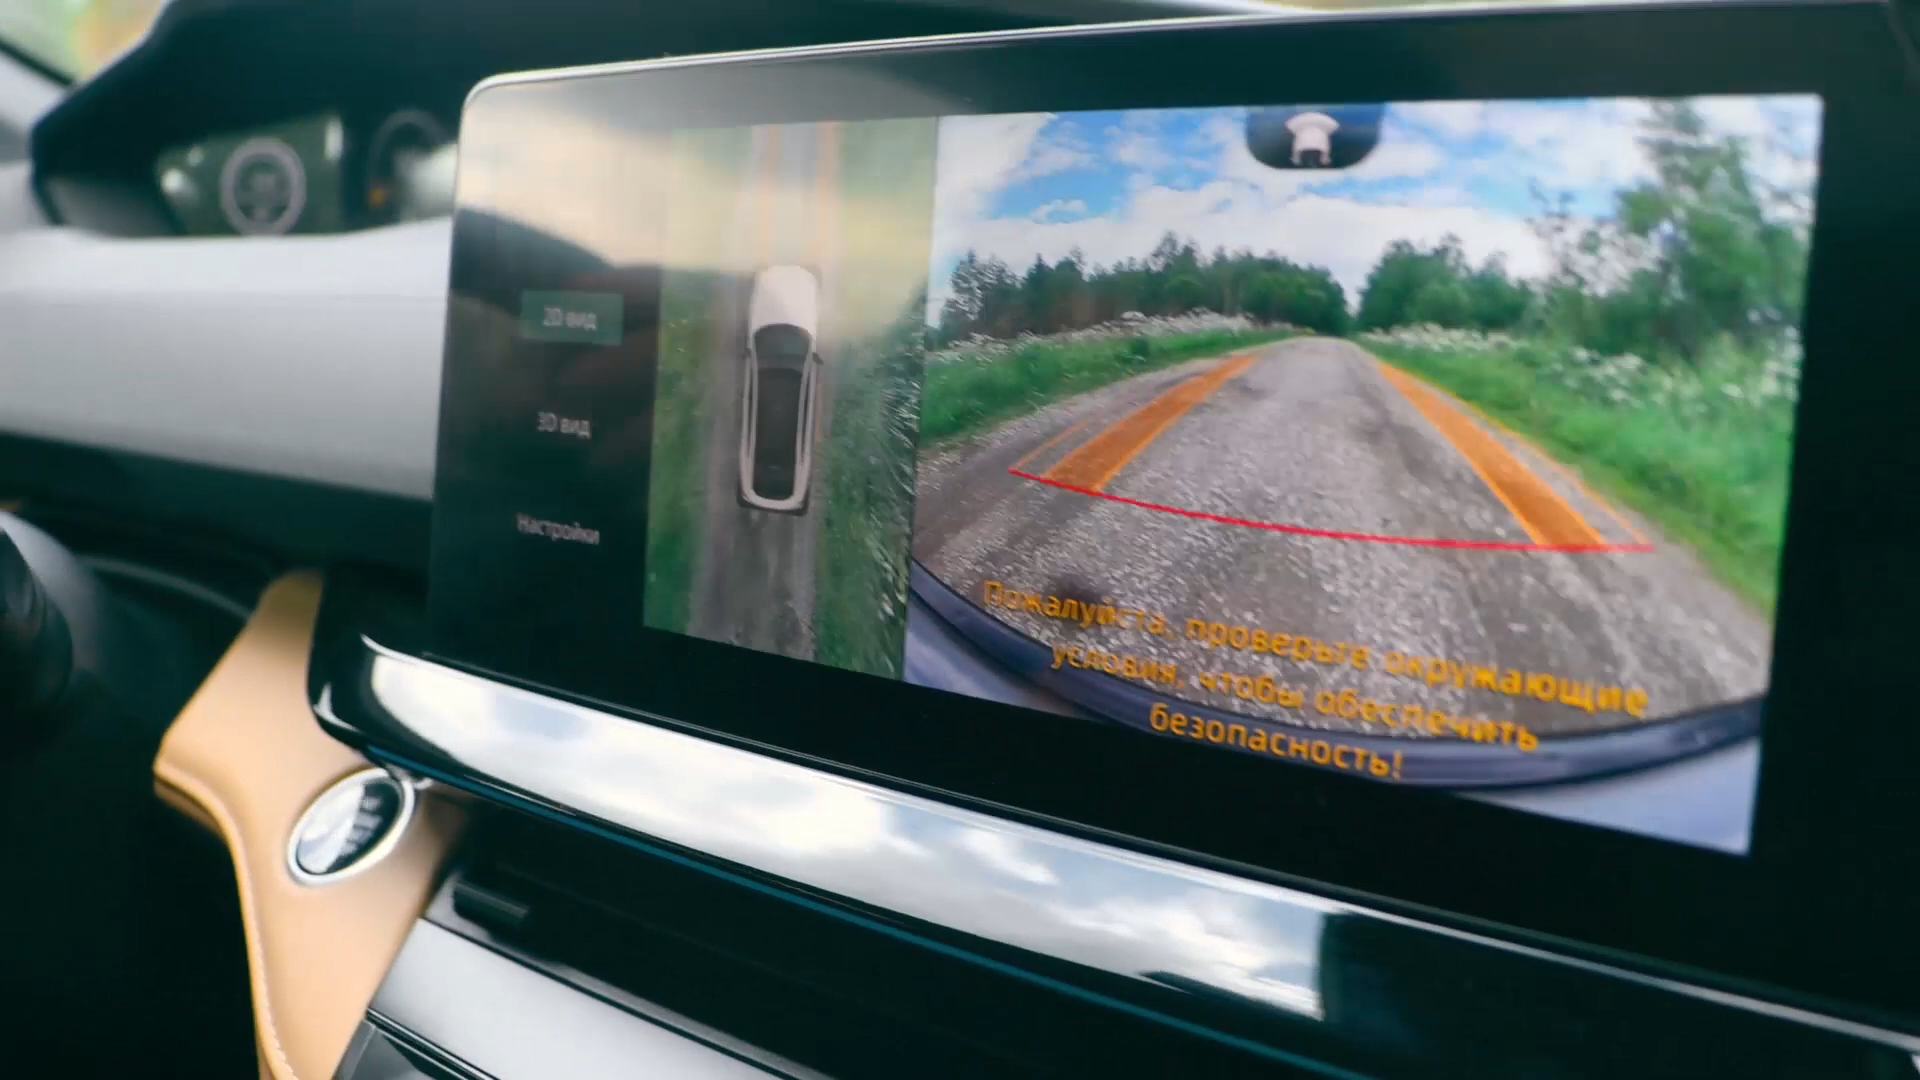 2D вид
3D вид
Настройки
Пожалуйста, проверьте окружающие
условия, чтобы обеспечить
безопасность!